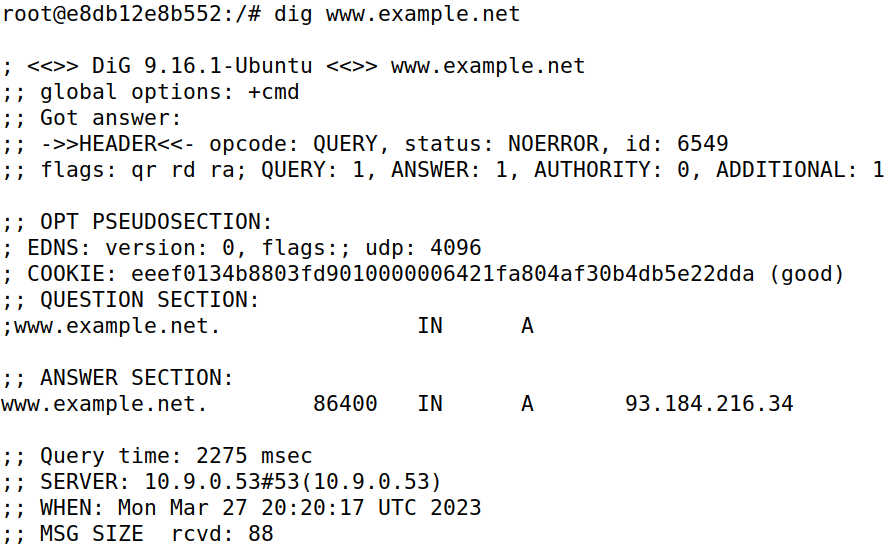 root@e8db12e8b552:/# dig www.example.net
; <<>> DiG 9.16.1-Ubuntu <<>> www.example.net
;; global options: +cmd
;; Got answer:
;; ->>HEADER<<- opcode: QUERY, status: NOERROR, id: 6549
;; flags: qr rd ra; QUERY: 1, ANSWER: 1, AUTHORITY: 0, ADDITIONAL: 1
;; OPT PSEUDOSECTION:
; EDNS: version: 0, flags:; udp: 4096
; COOKIE: eeef0134b8803fd9010000006421fa804af30b4db5e22dda (good)
;; QUESTION SECTION:
;www.example.net. IN A
;; ANSWER SECTION:
www.example.net. 86400 IN A 93.184.216.34
;; Query time: 2275 msec
;; SERVER: 10.9.0.53#53(10.9.0.53)
;; WHEN: Mon Mar 27 20:20:17 UTC 2023
;; MSG SIZE rcvd: 88